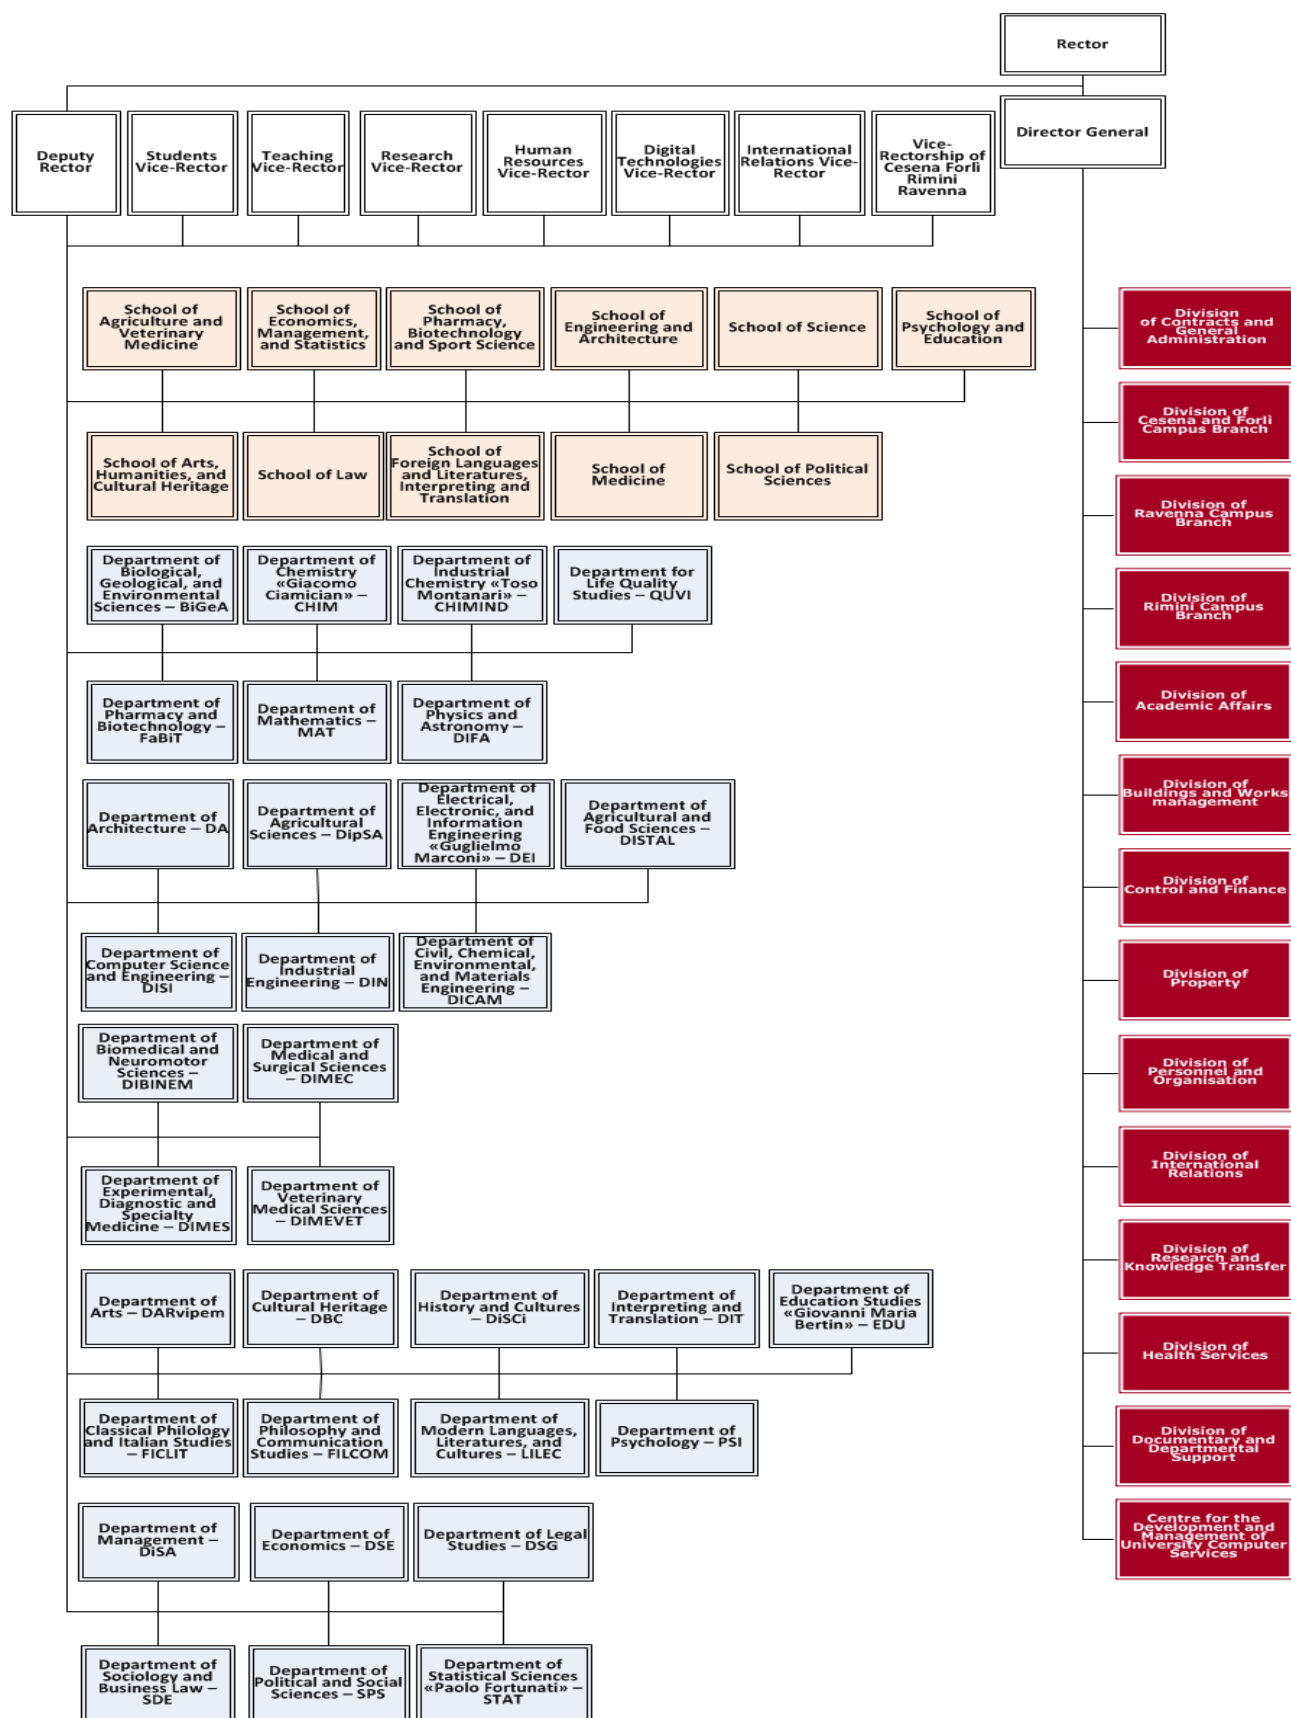 Rector
Director General
Deputy
Rector
Students
Vice-Rector
Teaching
Vice-Rector
Research
Vice-Rector
Human
Resources
Vice-Rector
Digital
Technologies
Vice-Rector
International
Relations Vice-
Rector
Vice-
Rectorship of
Cesena Forlì
Rimini
Ravenna
School of
Agriculture and
Veterinary
Medicine
School of
Economics,
Management,
and Statistics
School of
Pharmacy,
Biotechnology
and Sport Science
School of
Engineering and
Architecture
School of Science
School of
Psychology and
Education
School of Arts,
Humanities, and
Cultural Heritage
School of Law
School of
Foreign Languages
and Literatures,
Interpreting and
Translation
School of
Medicine
School of Political
Sciences
Department of
Biological,
Geological, and
Environmental
Sciences – BiGeA
Department of
Chemistry
«Giacomo
Ciamician» –
CHIM
Department of
Industrial
Chemistry «Toso
Montanari» –
CHIMIND
Department for
Life Quality
Studies – QUVI
Department of
Pharmacy and
Biotechnology –
FaBiT
Department of
Mathematics –
MAT
Department of
Physics and
Astronomy –
DIFA
Department of
Architecture – DA
Department of
Agricultural
Sciences – DipSA
Department of
Electrical,
Electronic, and
Information
Engineering
«Guglielmo
Marconi» – DEI
Department of
Agricultural and
Food Sciences –
DISTAL
Department of
Computer Science
and Engineering –
DISI
Department of
Industrial
Engineering – DIN
Department of
Civil, Chemical,
Environmental,
and Materials
Engineering –
DICAM
Department of
Biomedical and
Neuromotor
Sciences –
DIBINEM
Department of
Medical and
Surgical Sciences
– DIMEC
Department of
Experimental,
Diagnostic and
Specialty
Medicine – DIMES
Department of
Veterinary
Medical Sciences
– DIMEVET
Department of
Arts – DARvipem
Department of
Cultural Heritage
– DBC
Department of
History and
Cultures – DiSCi
Department of
Interpreting and
Translation – DIT
Department of
Education Studies
«Giovanni Maria
Bertin» – EDU
Department of
Classical Philology
and Italian Studies
– FICLIT
Department of
Philosophy and
Communication
Studies – FILCOM
Department of
Modern Languages,
Literatures, and
Cultures – LILEC
Department of
Psychology – PSI
Department of
Management –
DiSA
Department of
Economics – DSE
Department of Legal
Studies – DSG
Department of
Sociology and
Business Law –
SDE
Department of
Political and Social
Sciences – SPS
Department of
Statistical Sciences
«Paolo Fortunati» –
STAT
Division
of Contracts and
General
Administration
Division of
Cesena and Forlì
Campus Branch
Division of
Ravenna Campus
Branch
Division of
Rimini Campus
Branch
Division of
Academic Affairs
Division of
Buildings and Works
management
Division of
Control and Finance
Division of
Property
Division of
Personnel and
Organisation
Division of
International
Relations
Division of
Research and
Knowledge Transfer
Division of
Health Services
Division of
Documentary and
Departmental
Support
Centre for the
Development and
Management of
University Computer
Services